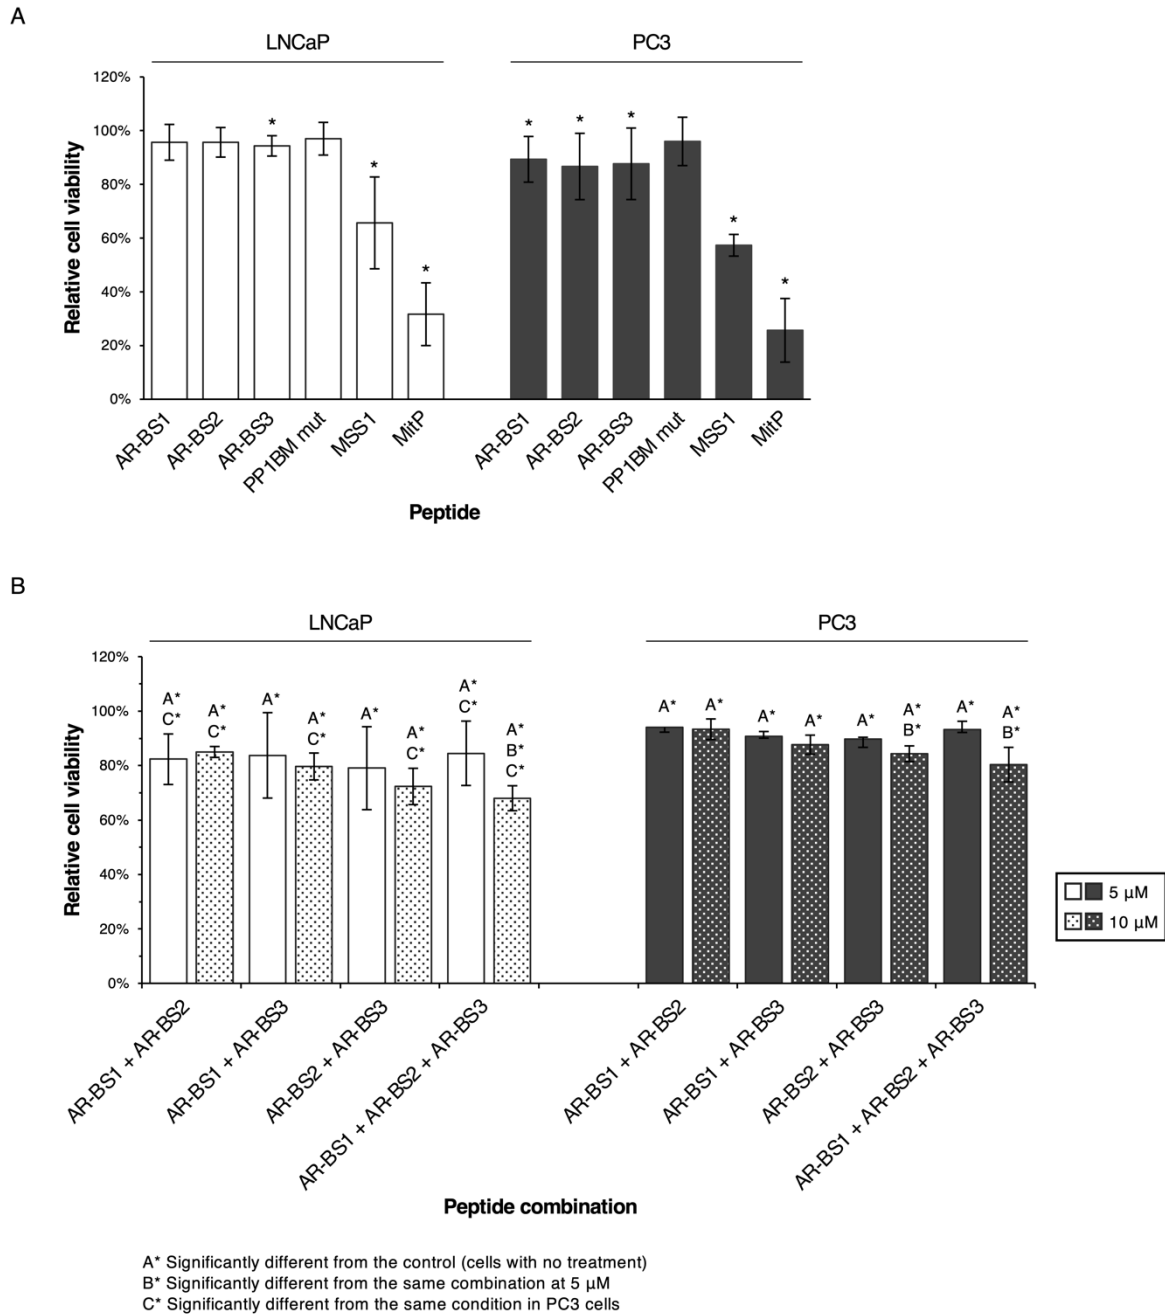 A
LNCaP
PC3
120%
100%
80%
60%
40%
20%
0%
Relative cell viability
* * * * * * * *
AR-BS1
AR-BS2
AR-BS3
PP1BM mut
MSS1
MitP
AR-BS1
AR-BS2
AR-BS3
PP1BM mut
MSS1
MitP
Peptide
B
LNCaP
PC3
120%
100%
80%
60%
40%
20%
0%
Relative cell viability
A*
C*
A*
C*
A*
A*
C*
A*
A*
C*
A*
C*
A*
B*
C*
A*
A*
A*
A*
A*
A*
B*
A*
A*
B*
5 µM
10 µM
AR-BS1 + AR-BS2
AR-BS1 + AR-BS3
AR-BS2 + AR-BS3
AR-BS1 + AR-BS2 + AR-BS3
AR-BS1 + AR-BS2
AR-BS1 + AR-BS3
AR-BS2 + AR-BS3
AR-BS1 + AR-BS2 + AR-BS3
Peptide combination
A* Significantly different from the control (cells with no treatment)
B* Significantly different from the same combination at 5 µM
C* Significantly different from the same condition in PC3 cells